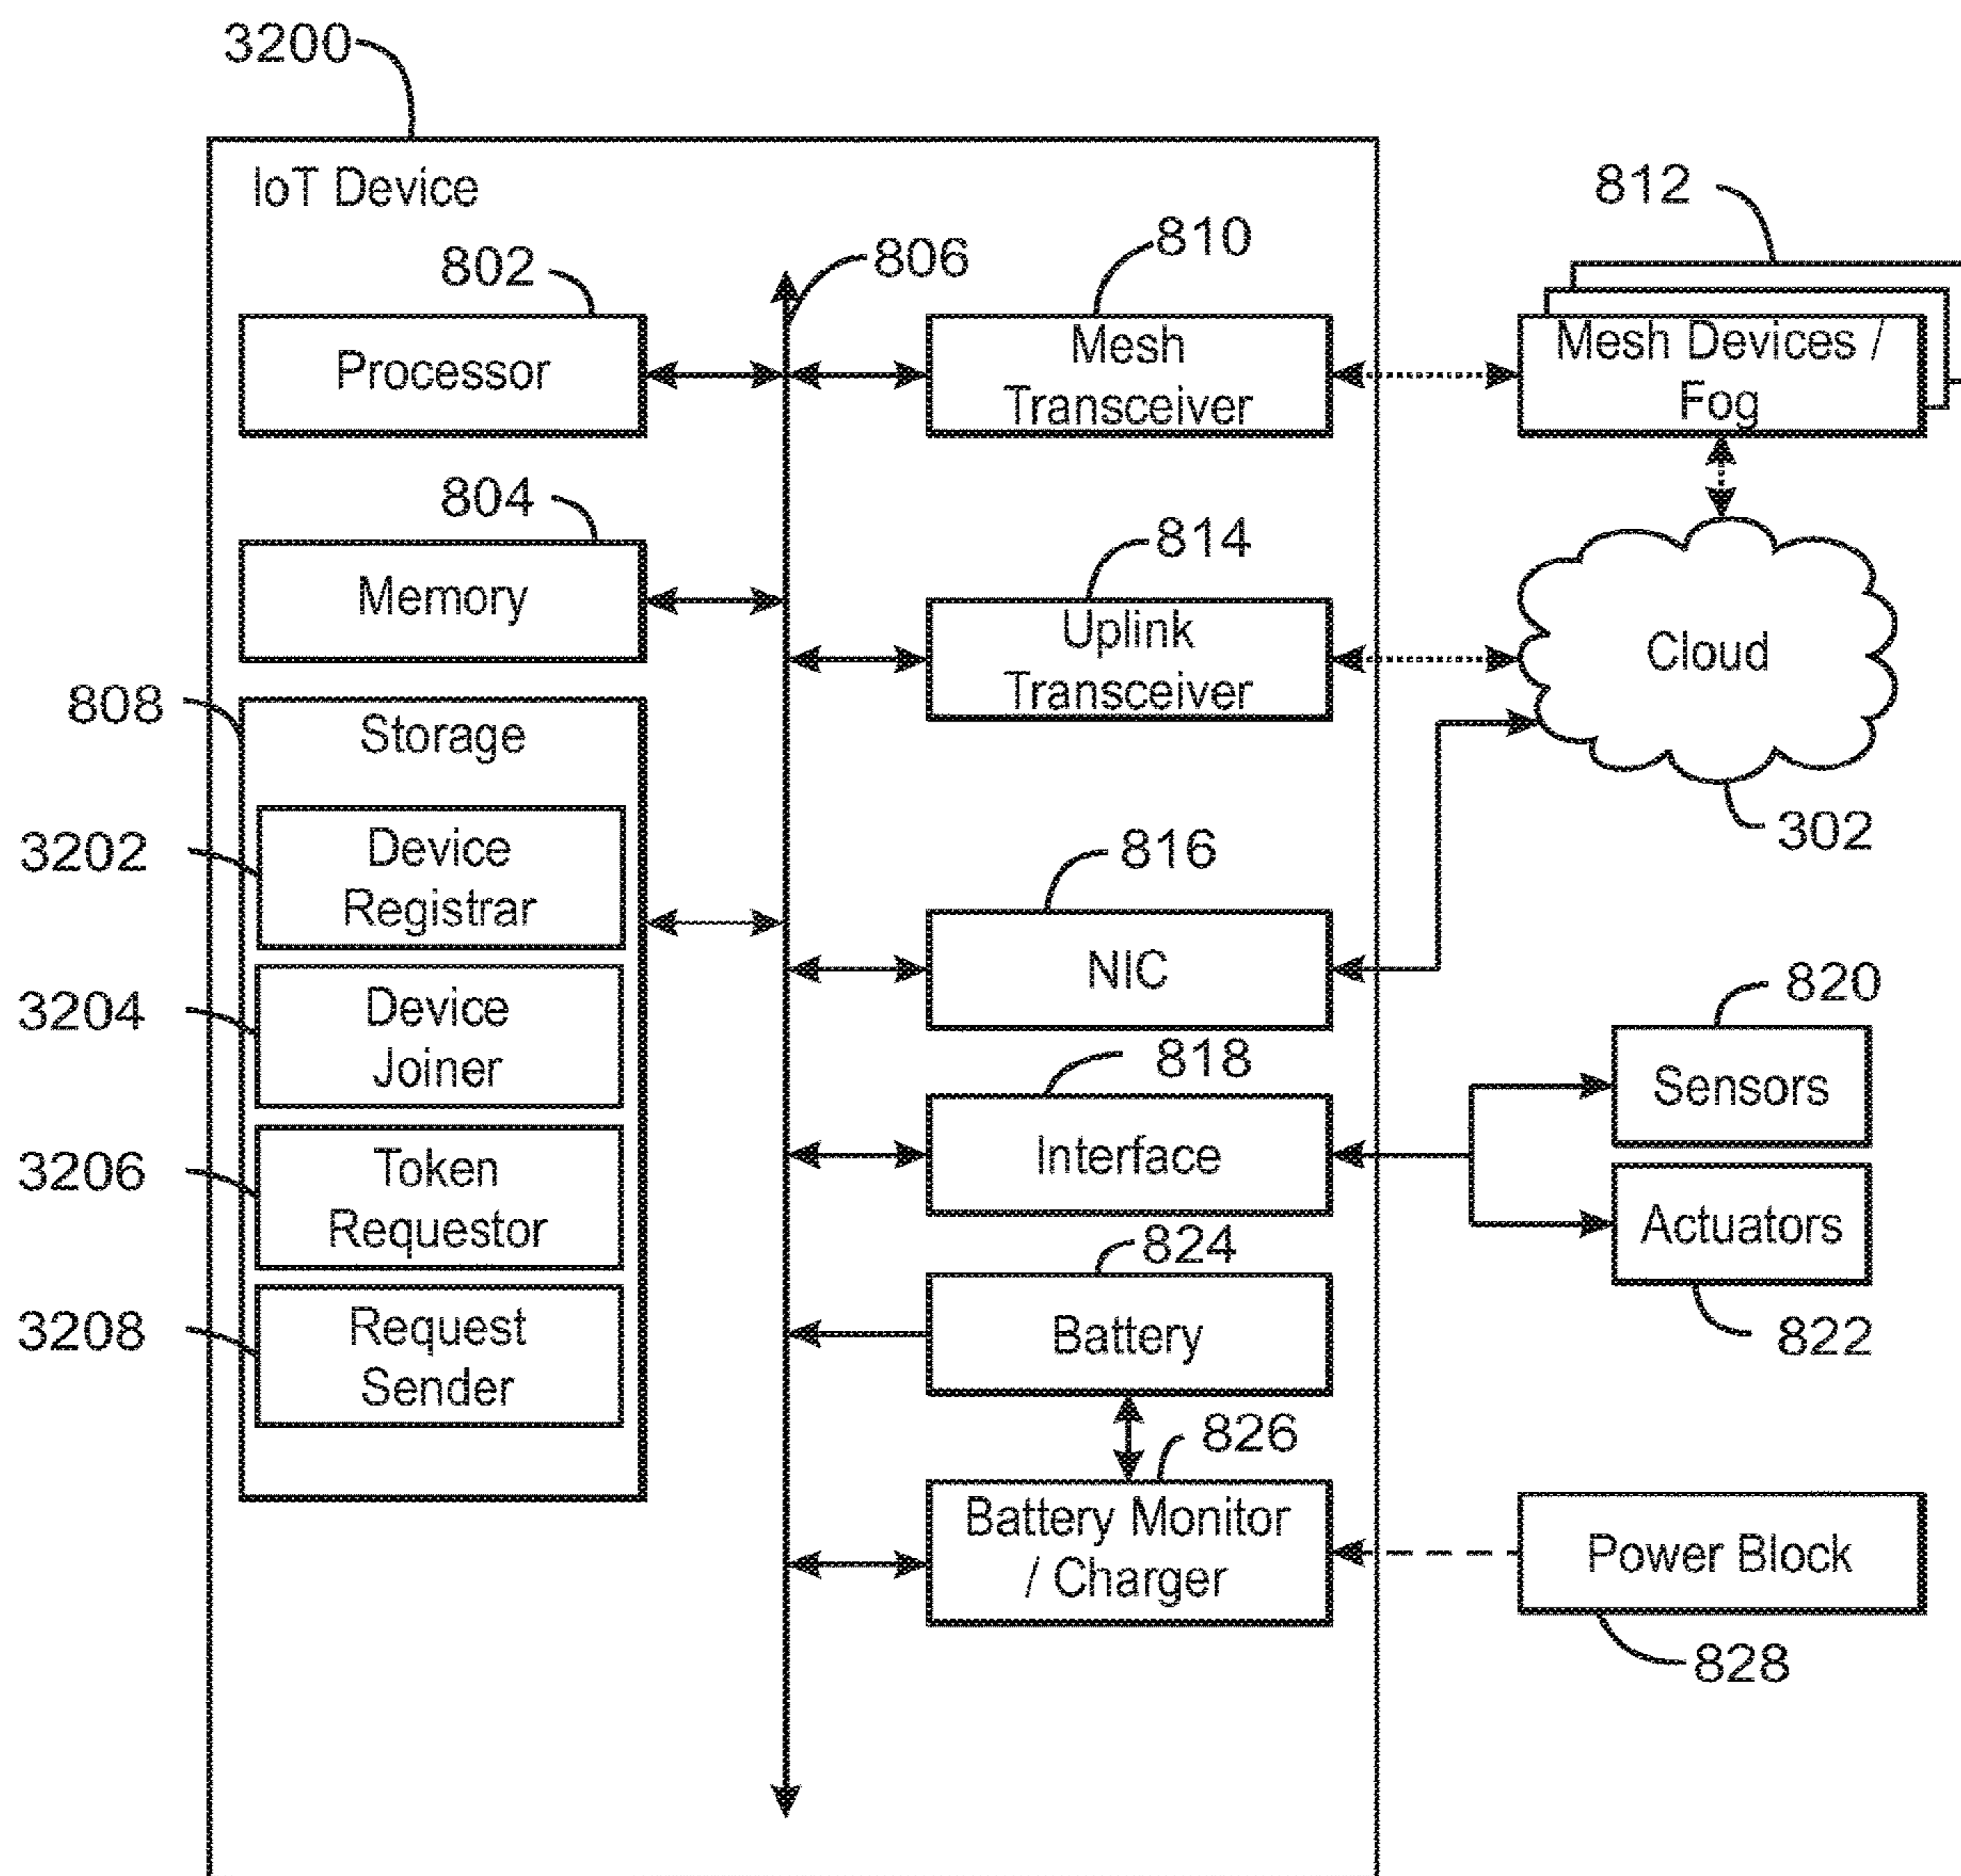 3200
IoT Device
812
810
806
802
Processor
Mesh
Transceiver
Mesh Devices /
Fog
804
Memory
814
Uplink
Transceiver
Cloud
302
808
Storage
3202
Device
Registrar
816
NIC
3204
Device
Joiner
820
Sensors
818
Interface
3206
Token
Requestor
Actuators
822
824
Battery
3208
Request
Sender
826
Battery Monitor
/ Charger
Power Block
828